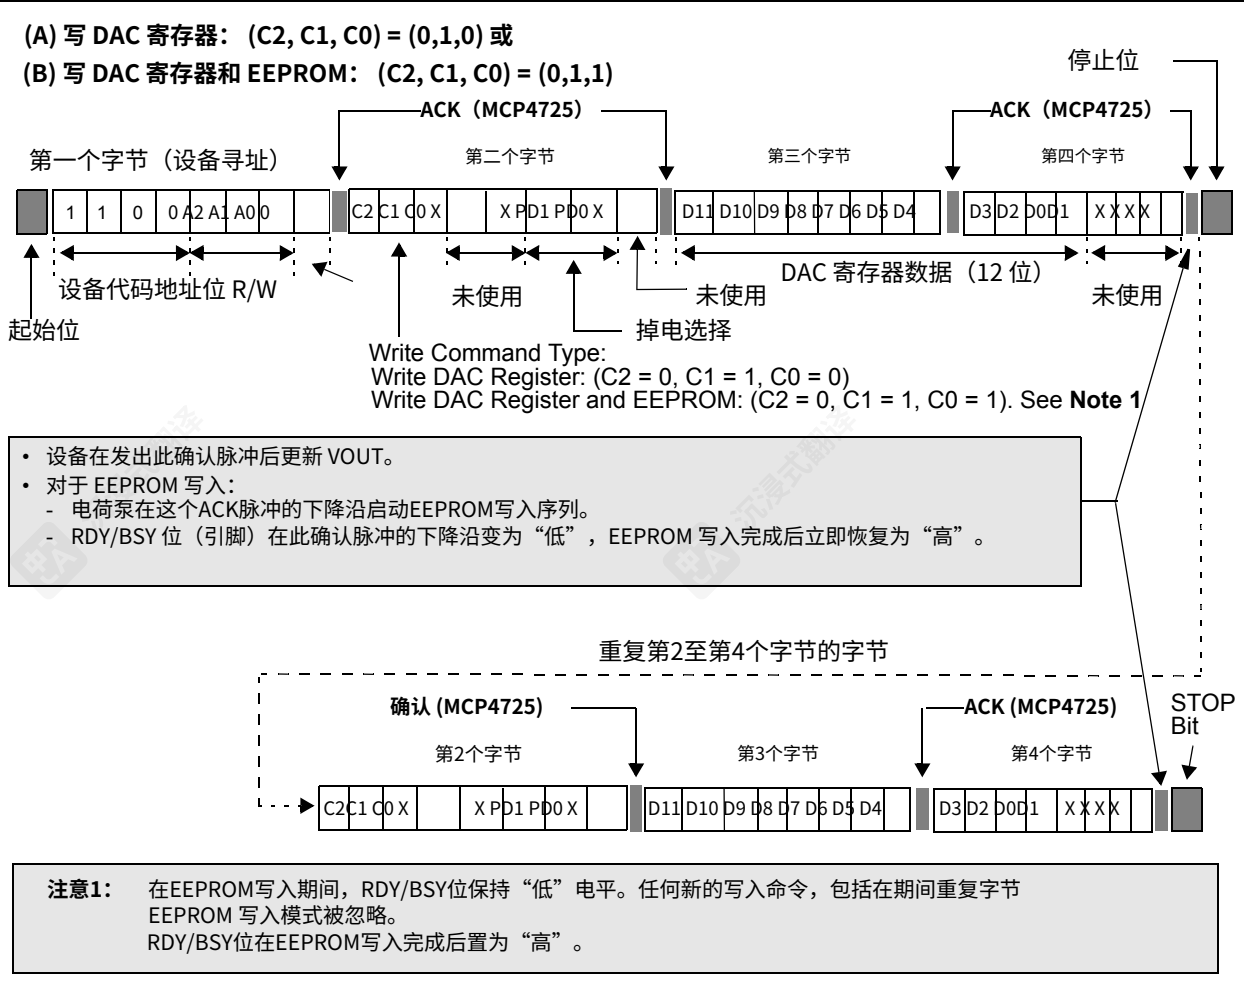 (A) 写 DAC 寄存器： (C2, C1, C0) = (0,1,0) 或
(B) 写 DAC 寄存器和 EEPROM： (C2, C1, C0) = (0,1,1)
停止位
ACK（MCP4725）
ACK（MCP4725）
第一个字节（设备寻址）
第二个字节
第三个字节
第四个字节
1 1 0 0 A2 A1 A0 0
C2 C1 C0 X X PD1 PD0 X
D11 D10 D9 D8 D7 D6 D5 D4
D3 D2 D0D1 X X X X
设备代码地址位 R/W
未使用
未使用
DAC 寄存器数据（12 位）
未使用
起始位
掉电选择
Write Command Type:
Write DAC Register: (C2 = 0, C1 = 1, C0 = 0)
Write DAC Register and EEPROM: (C2 = 0, C1 = 1, C0 = 1). See Note 1
• 设备在发出此确认脉冲后更新 VOUT。
• 对于 EEPROM 写入：
- 电荷泵在这个ACK脉冲的下降沿启动EEPROM写入序列。
- RDY/BSY 位（引脚）在此确认脉冲的下降沿变为“低”，EEPROM 写入完成后立即恢复为“高”。
沉浸式翻译
沉浸式翻译
重复第2至第4个字节的字节
确认 (MCP4725)
ACK (MCP4725)
STOP
Bit
第2个字节
第3个字节
第4个字节
C2C1 C0 X X PD1 PD0 X
D11 D10 D9 D8 D7 D6 D5 D4
D3 D2 D0D1 X X X X
注意1： 在EEPROM写入期间，RDY/BSY位保持“低”电平。任何新的写入命令，包括在期间重复字节
EEPROM 写入模式被忽略。
RDY/BSY位在EEPROM写入完成后置为“高”。